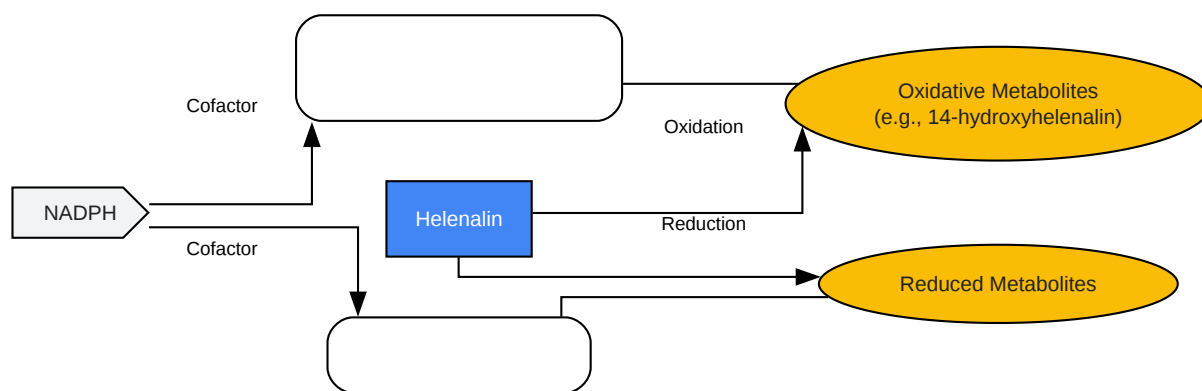 Oxidative Metabolites
(e.g., 14-hydroxyhelenalin)
Cofactor
Oxidation
NADPH
Helenalin
Reduction
Cofactor
Reduced Metabolites